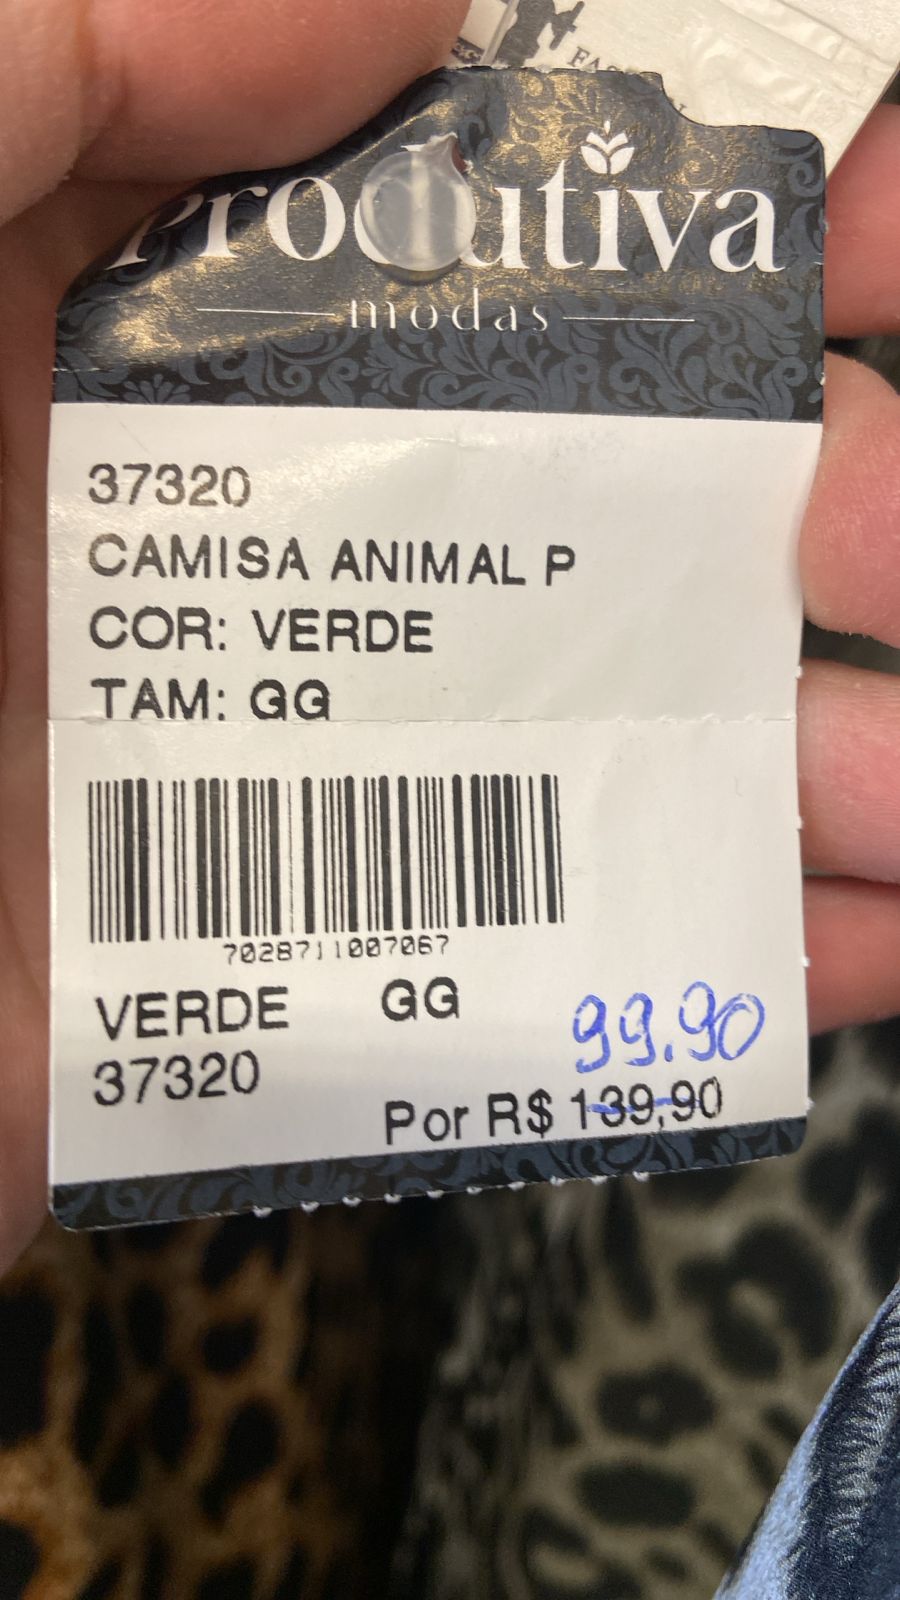 Produtiva
modas
37320
CAMISA ANIMAL P
COR: VERDE
TAM: GG
7028711007067
VERDE GG
99.90
37320
Por R$ 139,90